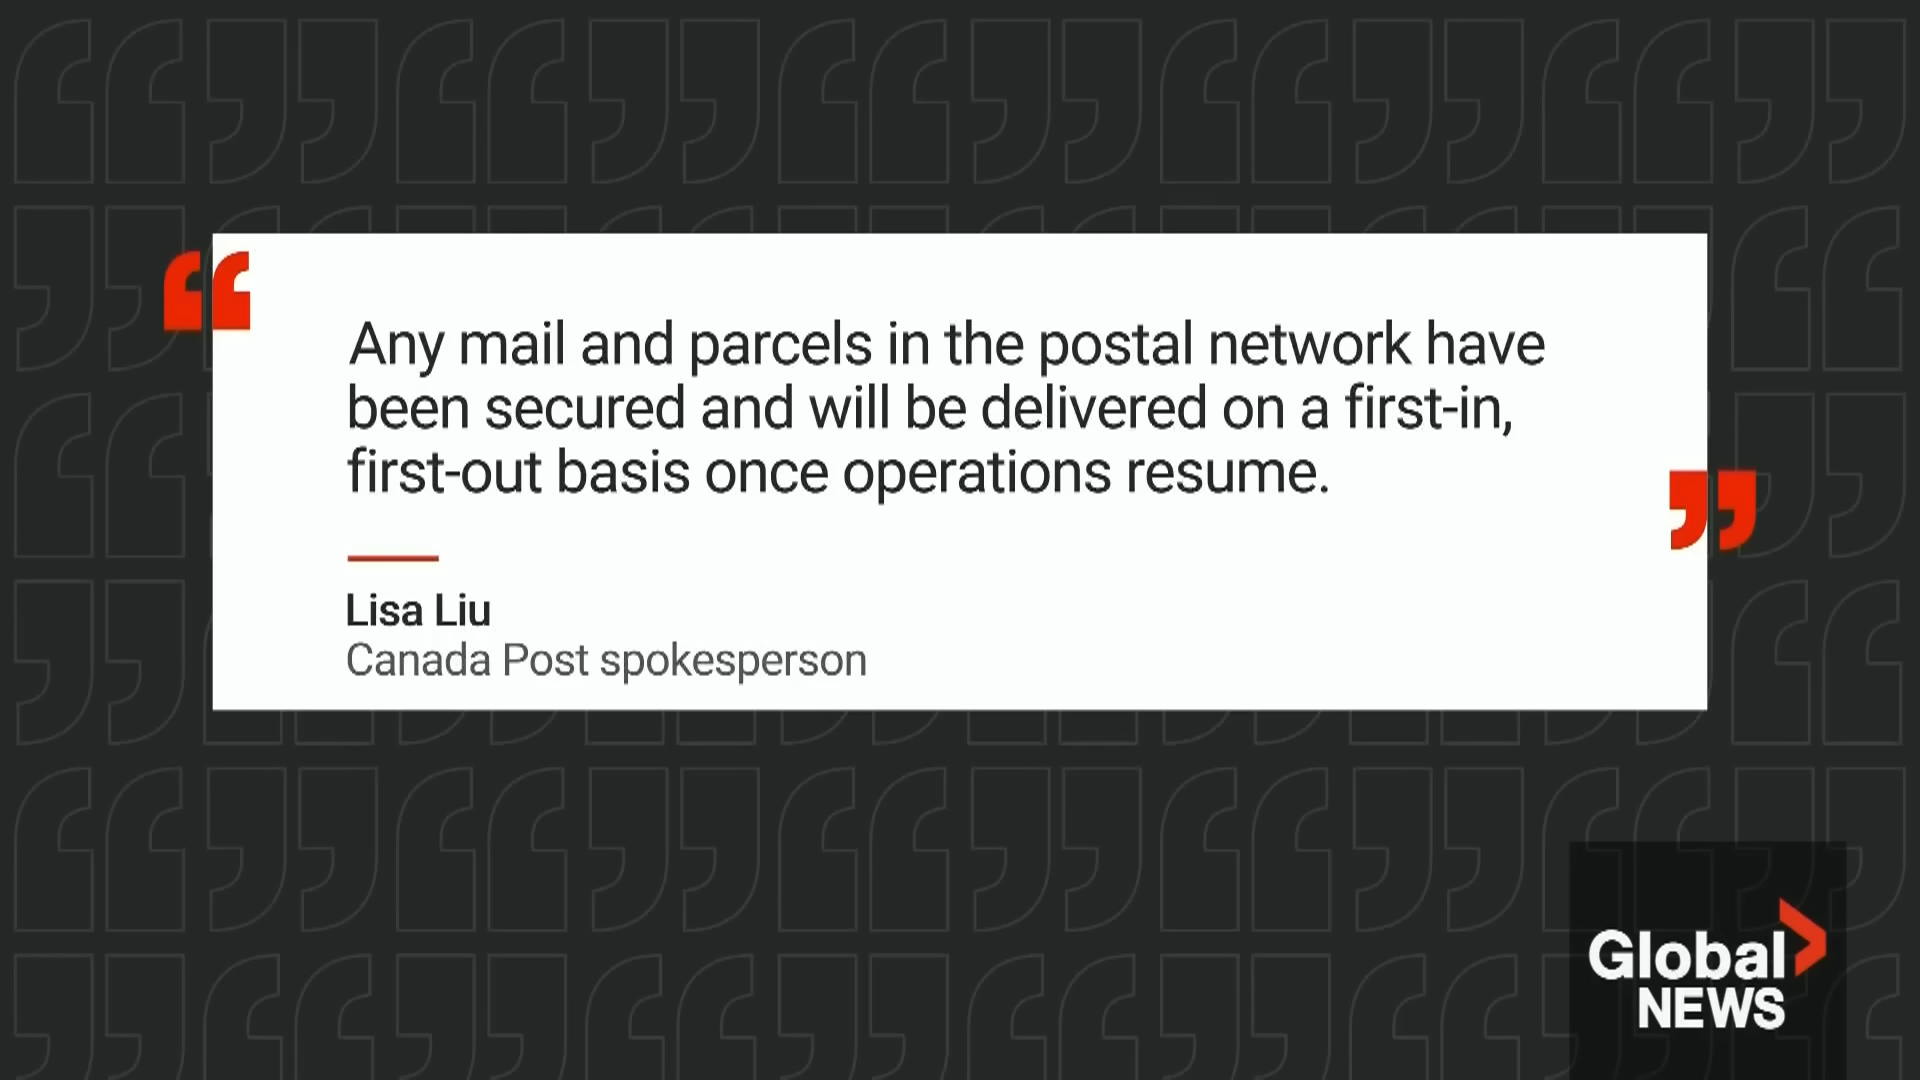 Any mail and parcels in the postal network have
been secured and will be delivered on a first-in,
first-out basis once operations resume.
Lisa Liu
Canada Post spokesperson
Global
NEWS